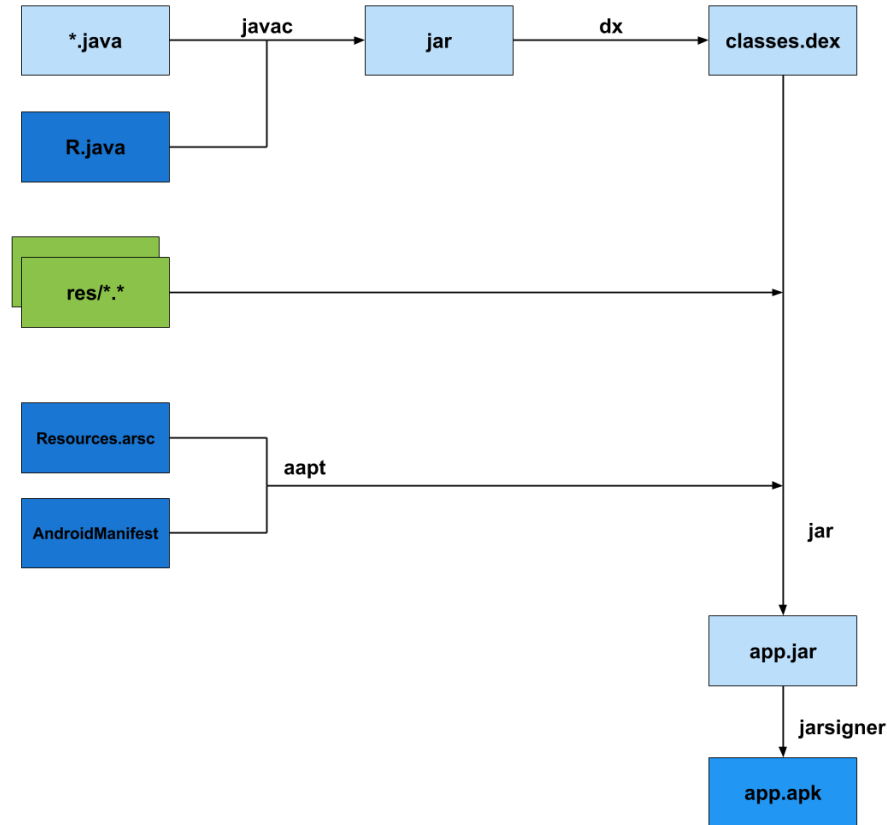 *.java
javac
jar
dx
classes.dex
R.java
res/*.*
Resources.arsc
aapt
AndroidManifest
jar
app.jar
jarsigner
app.apk